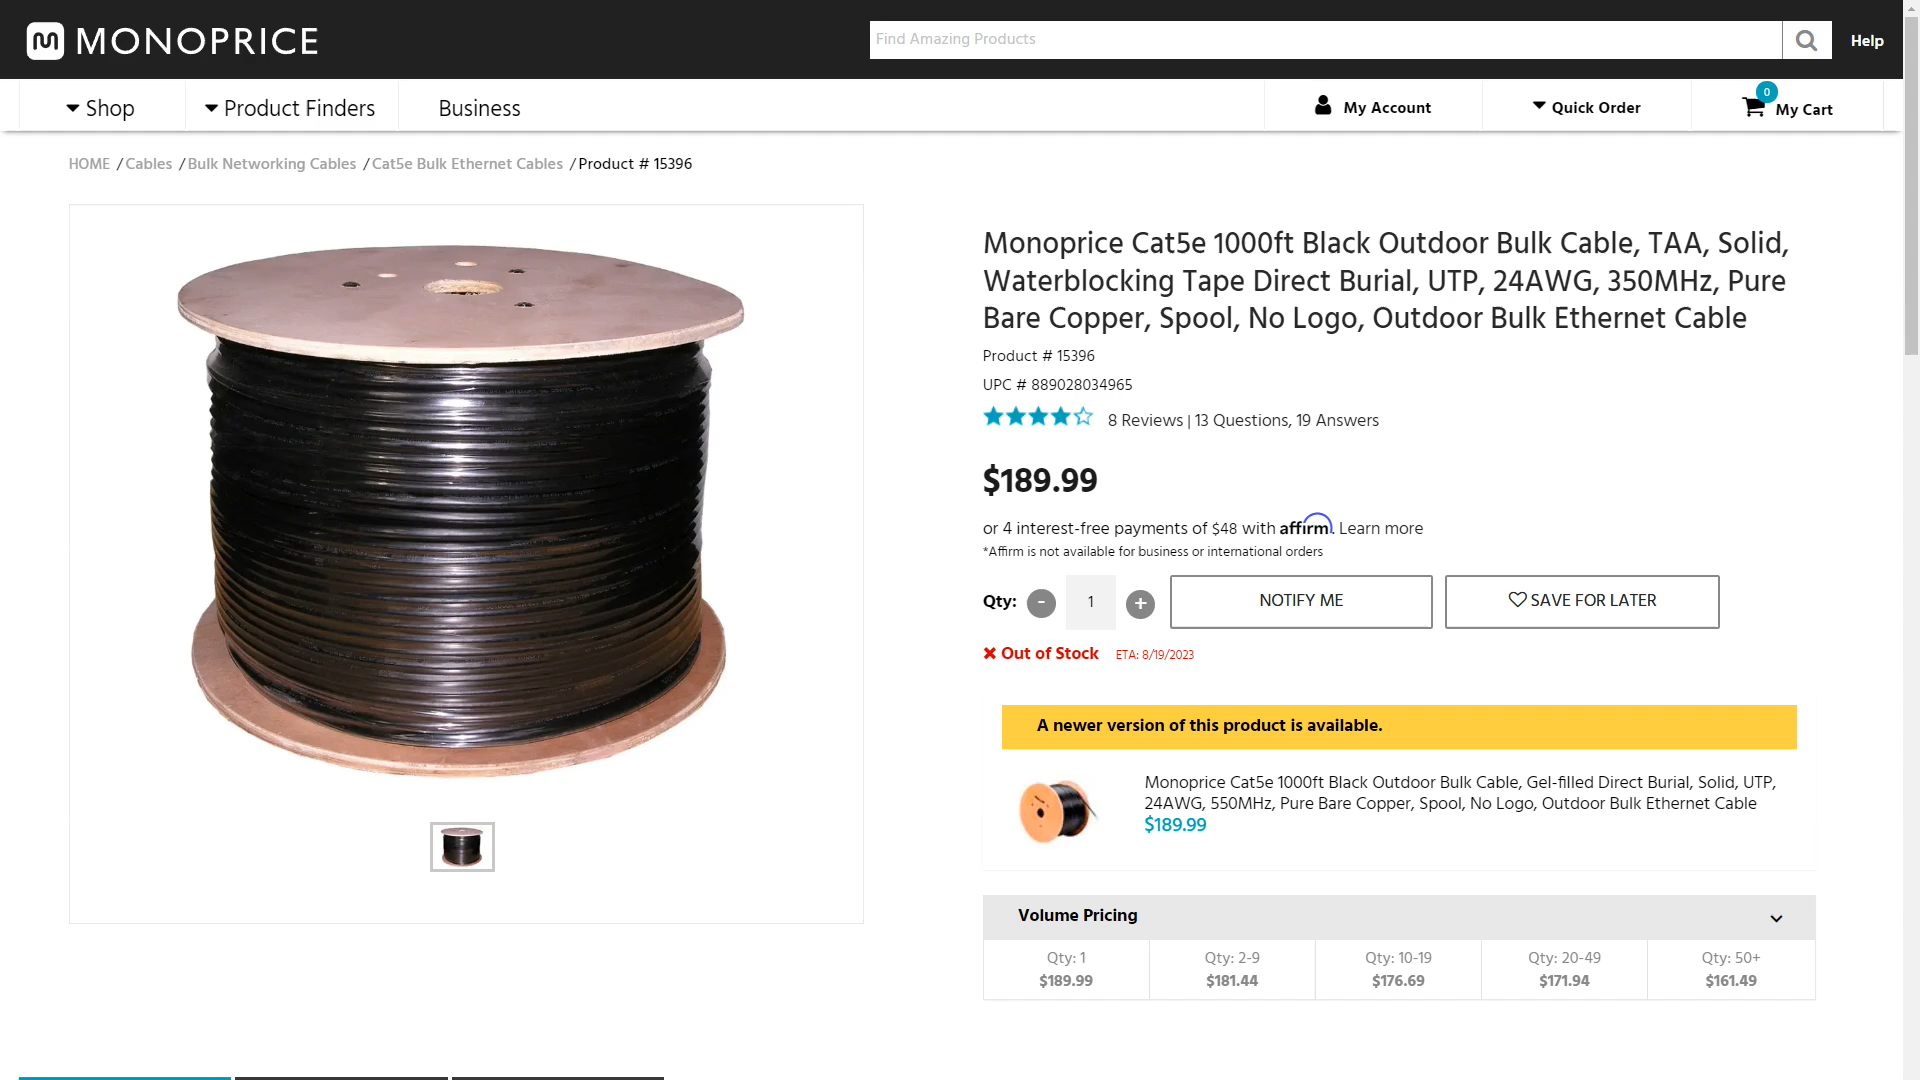 MONOPRICE
Find Amazing Products
Help
Shop
Product Finders
Business
My Account
Quick Order
0
My Cart
HOME / Cables / Bulk Networking Cables / Cat5e Bulk Ethernet Cables / Product # 15396
Monoprice Cat5e 1000ft Black Outdoor Bulk Cable, TAA, Solid,
Waterblocking Tape Direct Burial, UTP, 24AWG, 350MHz, Pure
Bare Copper, Spool, No Logo, Outdoor Bulk Ethernet Cable
Product # 15396
UPC # 889028034965
8 Reviews | 13 Questions, 19 Answers
$189.99
or 4 interest-free payments of $48 with affirm. Learn more
*Affirm is not available for business or international orders
Qty: - 1 + NOTIFY ME SAVE FOR LATER
Out of Stock ETA: 8/19/2023
A newer version of this product is available.
Monoprice Cat5e 1000ft Black Outdoor Bulk Cable, Gel-filled Direct Burial, Solid, UTP,
24AWG, 550MHz, Pure Bare Copper, Spool, No Logo, Outdoor Bulk Ethernet Cable
$189.99
Volume Pricing
Qty: 1 Qty: 2-9 Qty: 10-19 Qty: 20-49 Qty: 50+
$189.99 $181.44 $176.69 $171.94 $161.49